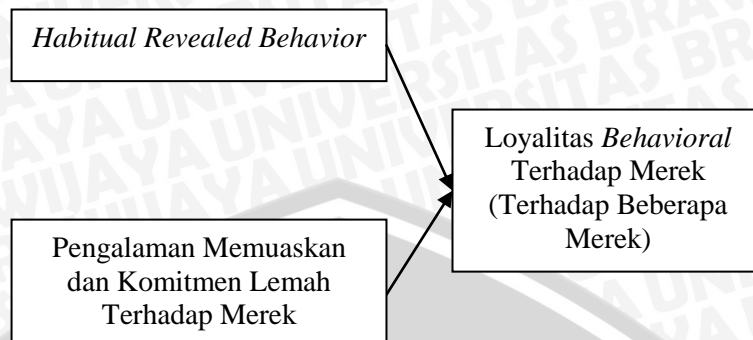 Habitual Revealed Behavior
Loyalitas Behavioral
Terhadap Merek
(Terhadap Beberapa
Merek)
Pengalaman Memuaskan
dan Komitmen Lemah
Terhadap Merek